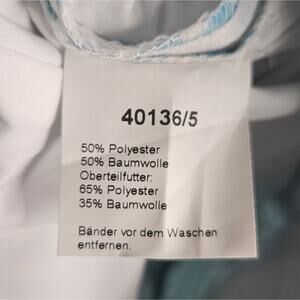 40136/5
50% Polyester
50% Baumwolle
Oberteilfutter:
65% Polyester
35% Baumwolle
Bänder vor dem Waschen
entfernen.